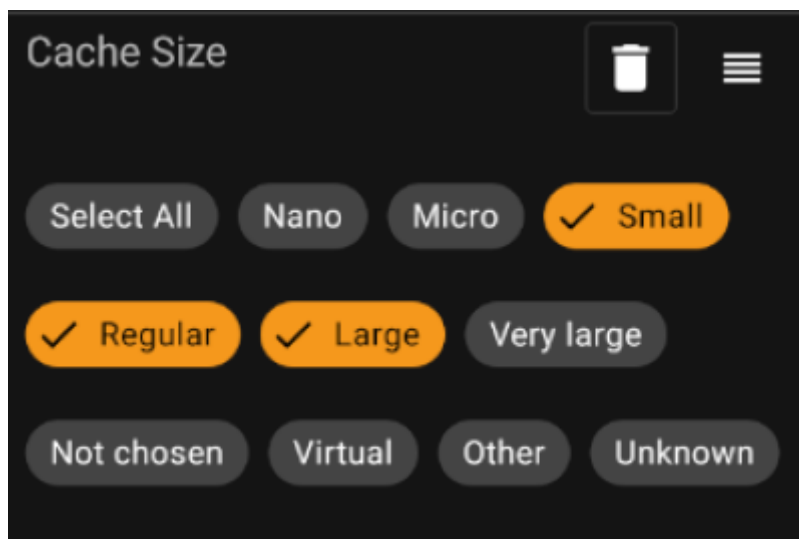 Cache Size
Select All Nano Micro Small
Regular Large Very large
Not chosen Virtual Other Unknown